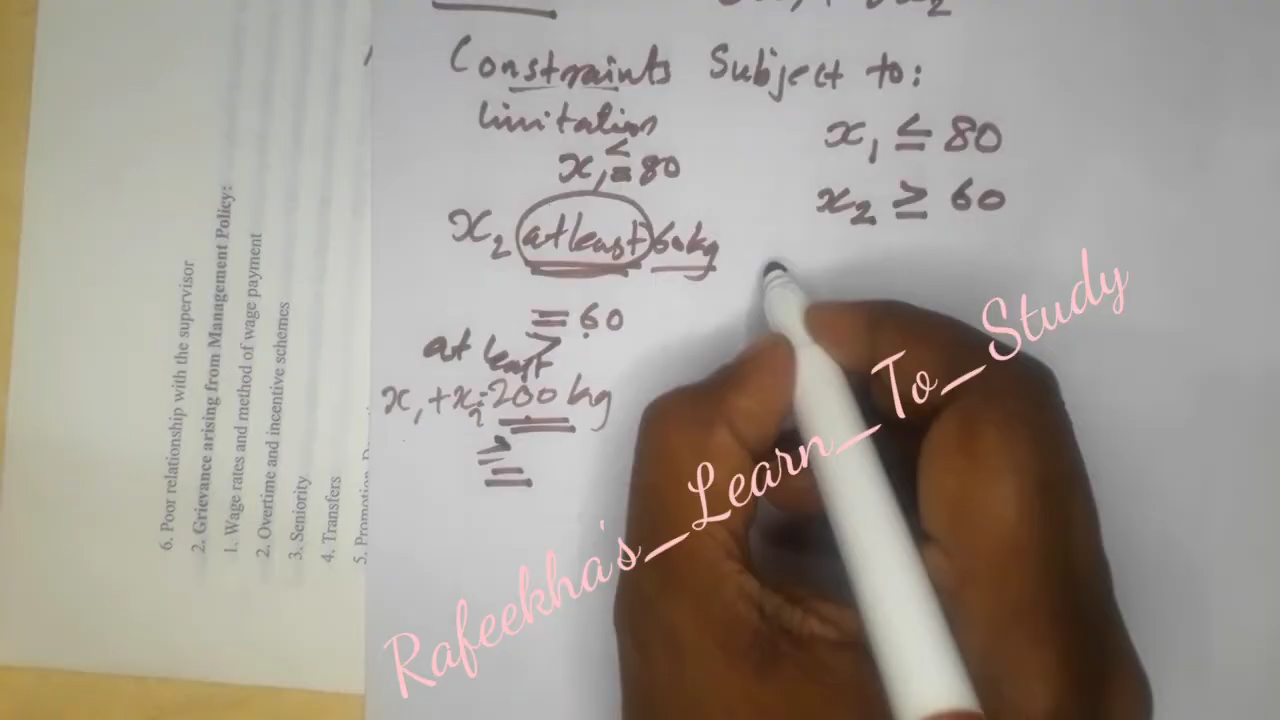 Constraints Subject to:
limitation
x₁ ≤ 80
x₁ ≤ 80
x₂ ≥ 60
x₂ at least 60kg
= 60
at least >
x₁ + x₂ = 200 kg
6. Poor relationship with the supervisor
2. Grievance arising from Management Policy:
1. Wage rates and method of wage payment
2. Overtime and incentive schemes
3. Seniority
4. Transfers
Rafeekha's_Learn_To_Study